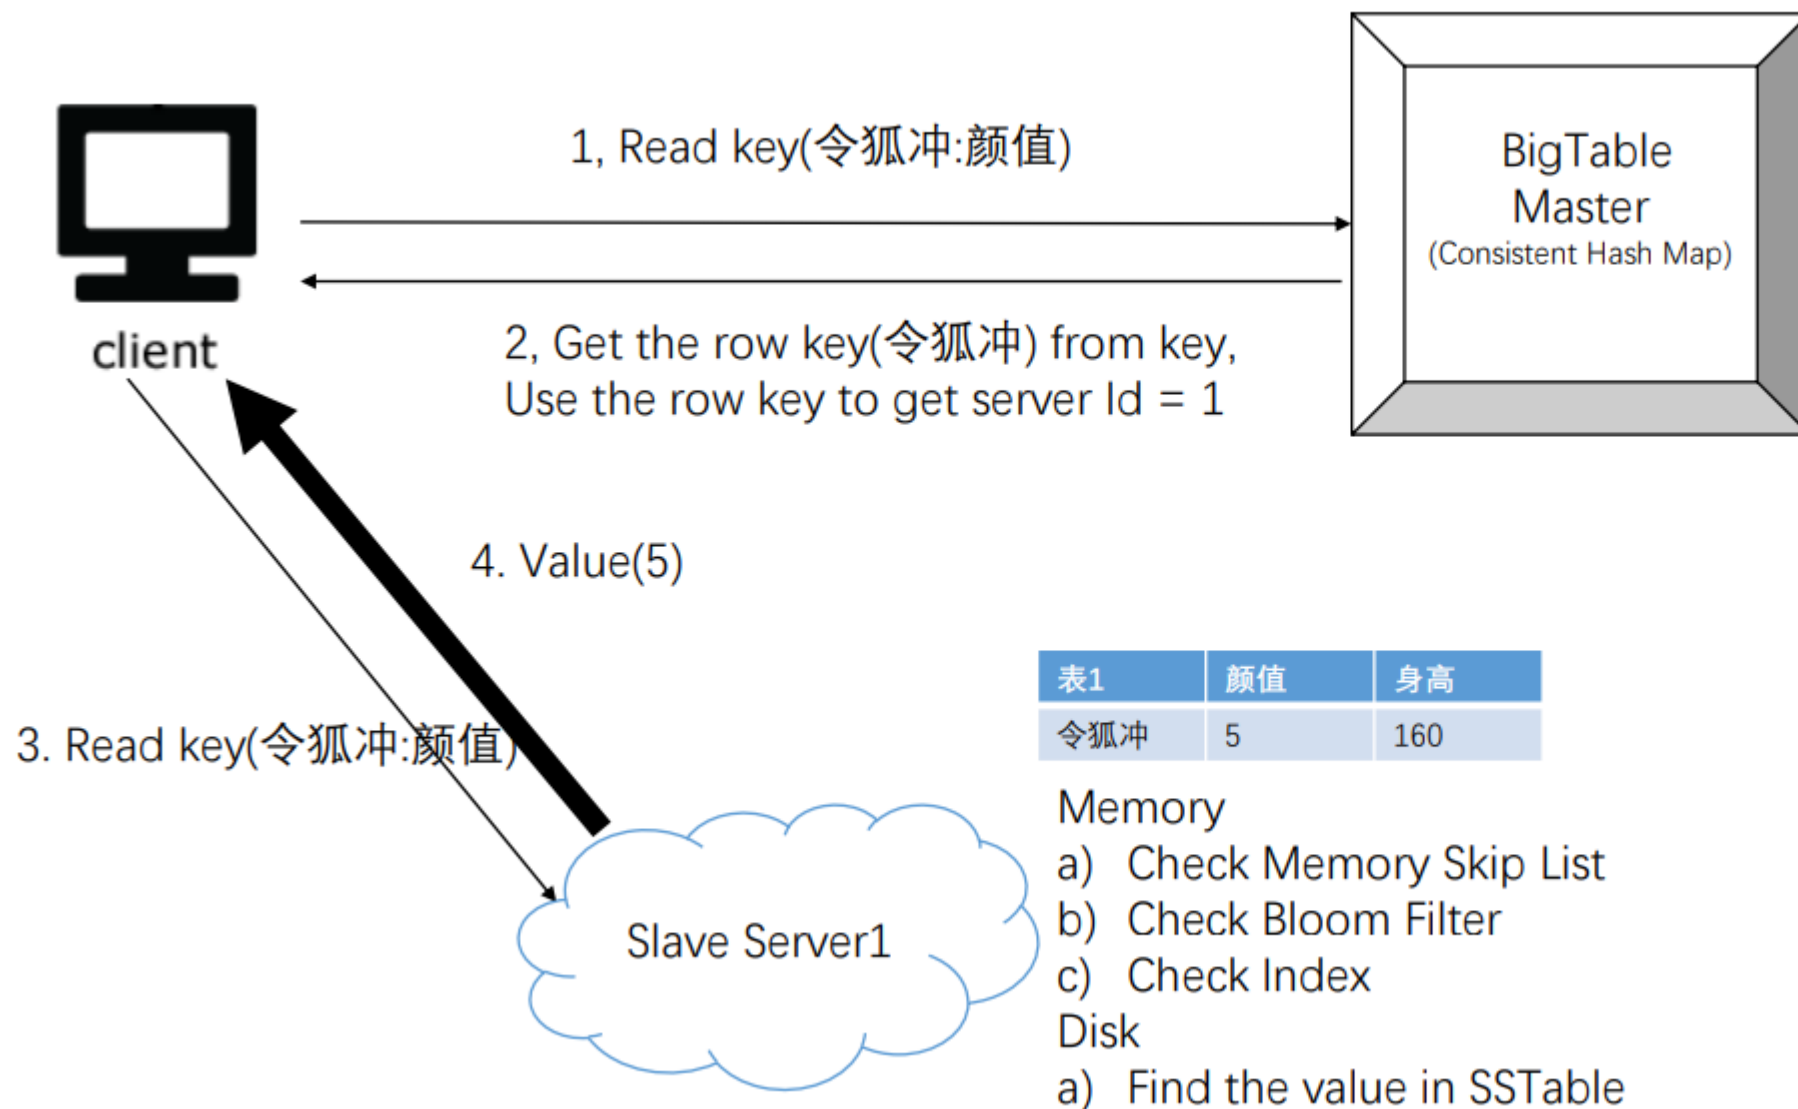 1, Read key(令狐冲:颜值)
BigTable
Master
(Consistent Hash Map)
client
2, Get the row key(令狐冲) from key,
Use the row key to get server Id = 1
4. Value(5)
3. Read key(令狐冲:颜值)
Slave Server1
表1 颜值 身高
令狐冲 5 160
Memory
a) Check Memory Skip List
b) Check Bloom Filter
c) Check Index
Disk
a) Find the value in SSTable